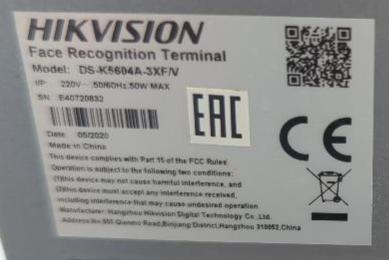 HIKVISION
Face Recognition Terminal
Model: DS-K5604A-3XF/V
I/P 220V~,50/60Hz,50W MAX
SN: E40720832
EAC
Date: 05/2020
Made in China
This device complies with Part 15 of the FCC Rules.
Operation is subject to the following two conditions:
(1)this device may not cause harmful interference, and
(2)this device must accept any interference received,
including interference that may cause undesired operation.
Manufacturer: Hangzhou Hikvision Digital Technology Co.,Ltd.
Address:No.555 Qianmo Road,Binjiang District,Hangzhou 310052,China
CE